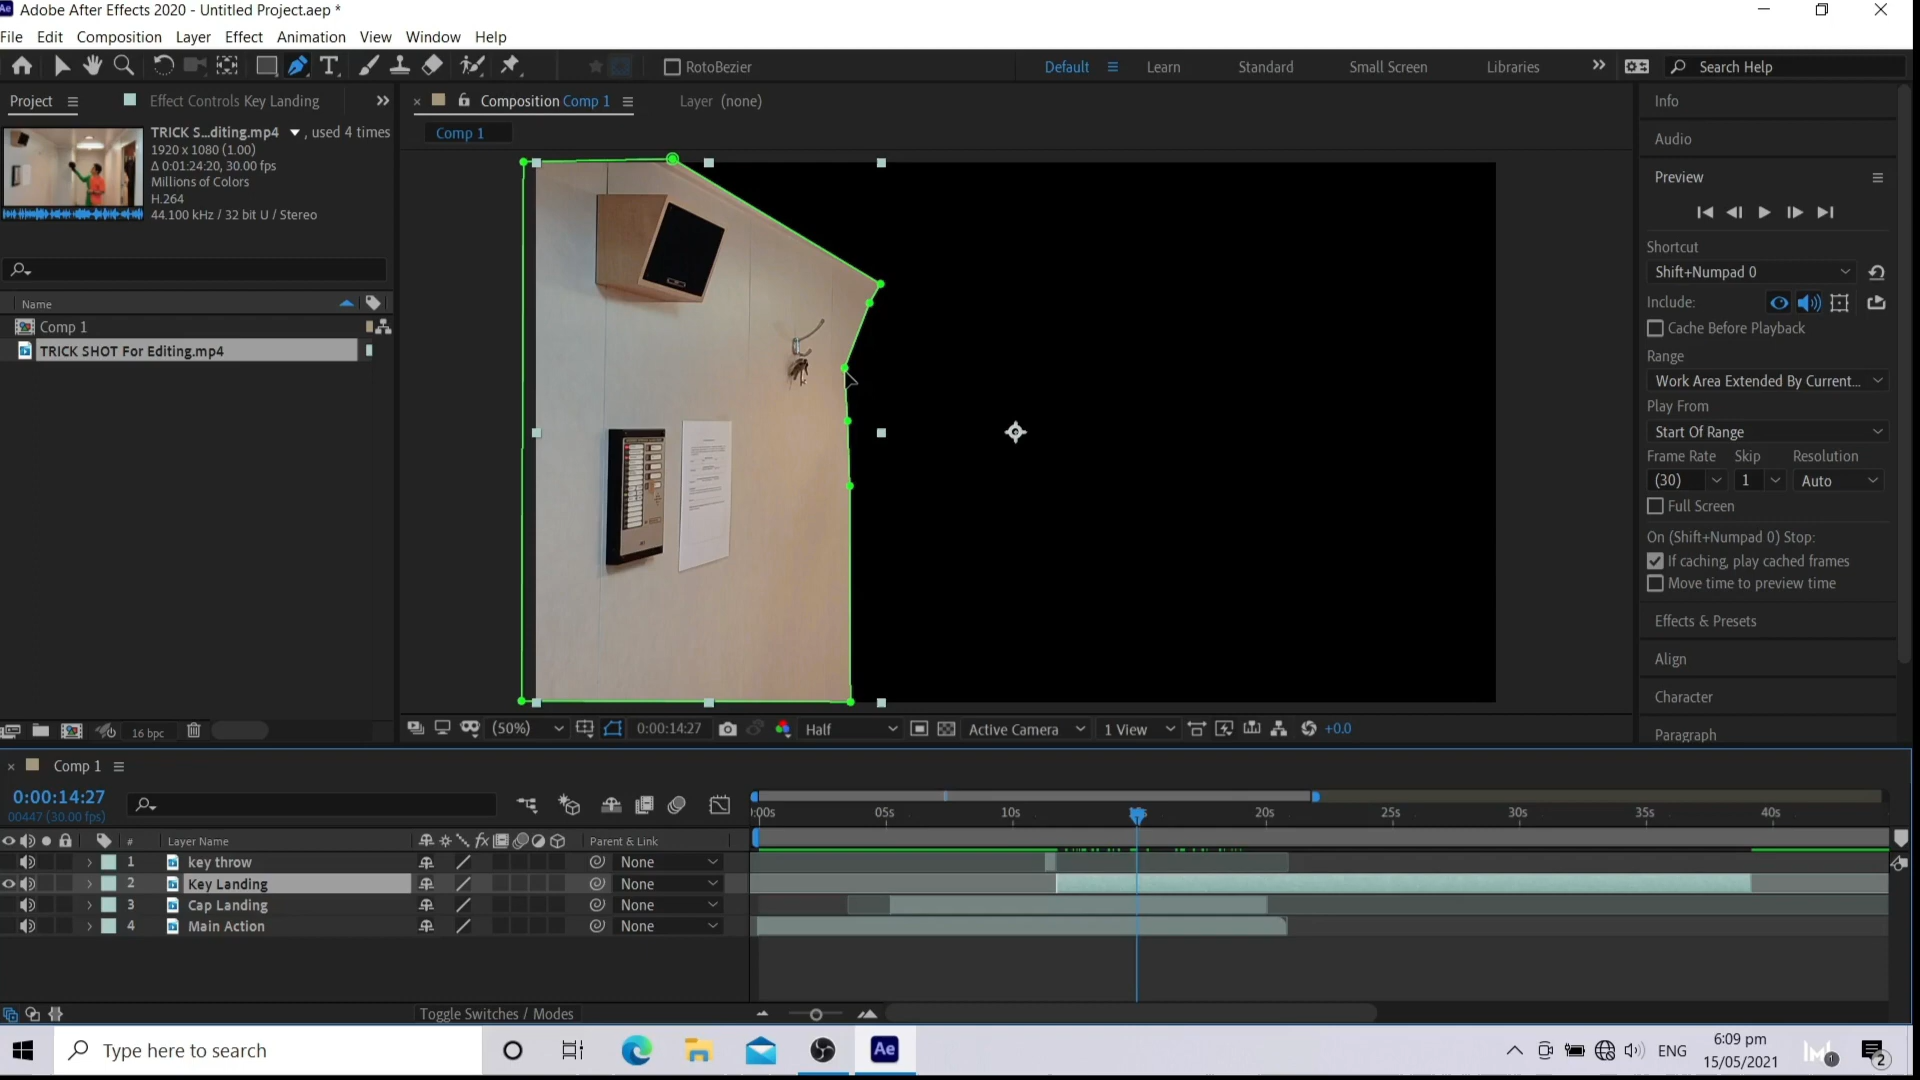 Ae Adobe After Effects 2020 - Untitled Project.aep *
File Edit Composition Layer Effect Animation View Window Help
T RotoBezier Default Learn Standard Small Screen Libraries Search Help
Project Effect Controls Key Landing Composition Comp 1 Layer (none) Info
TRICK S...diting.mp4 , used 4 times Comp 1
1920 x 1080 (1.00) Audio
Δ 0:01:24:20, 30.00 fps
Millions of Colors Preview
H.264
44.100 kHz / 32 bit U / Stereo
Shortcut
Shift+Numpad 0
Name Include:
Comp 1 Cache Before Playback
TRICK SHOT For Editing.mp4 Range
Work Area Extended By Current...
Play From
Start Of Range
Frame Rate Skip Resolution
(30) 1 Auto
Full Screen
On (Shift+Numpad 0) Stop:
If caching, play cached frames
Move time to preview time
Effects & Presets
Align
Character
Paragraph
16 bpc (50%) 0:00:14:27 Half Active Camera 1 View +0.0
Comp 1
0:00:14:27
00447 (30.00 fps) :00s 05s 10s 15s 20s 25s 30s 35s 40s
# Layer Name fx Parent & Link
1 key throw None
2 Key Landing None
3 Cap Landing None
4 Main Action None
Toggle Switches / Modes
Type here to search Ae ENG 6:09 pm
15/05/2021 1 2